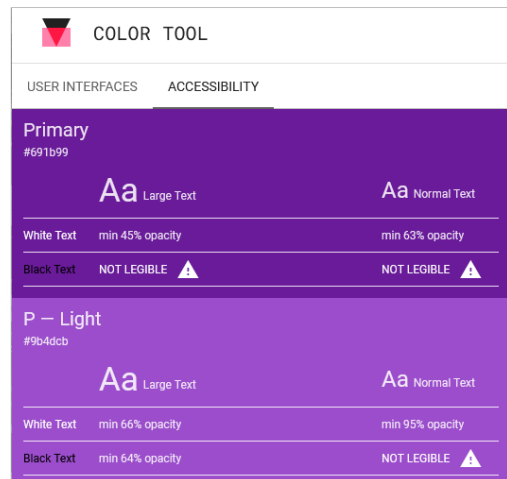 COLOR TOOL
USER INTERFACES ACCESSIBILITY
Primary
#691b99
Aa Large Text Aa Normal Text
White Text min 45% opacity min 63% opacity
Black Text NOT LEGIBLE NOT LEGIBLE
P — Light
#9b4dcb
Aa Large Text Aa Normal Text
White Text min 66% opacity min 95% opacity
Black Text min 64% opacity NOT LEGIBLE